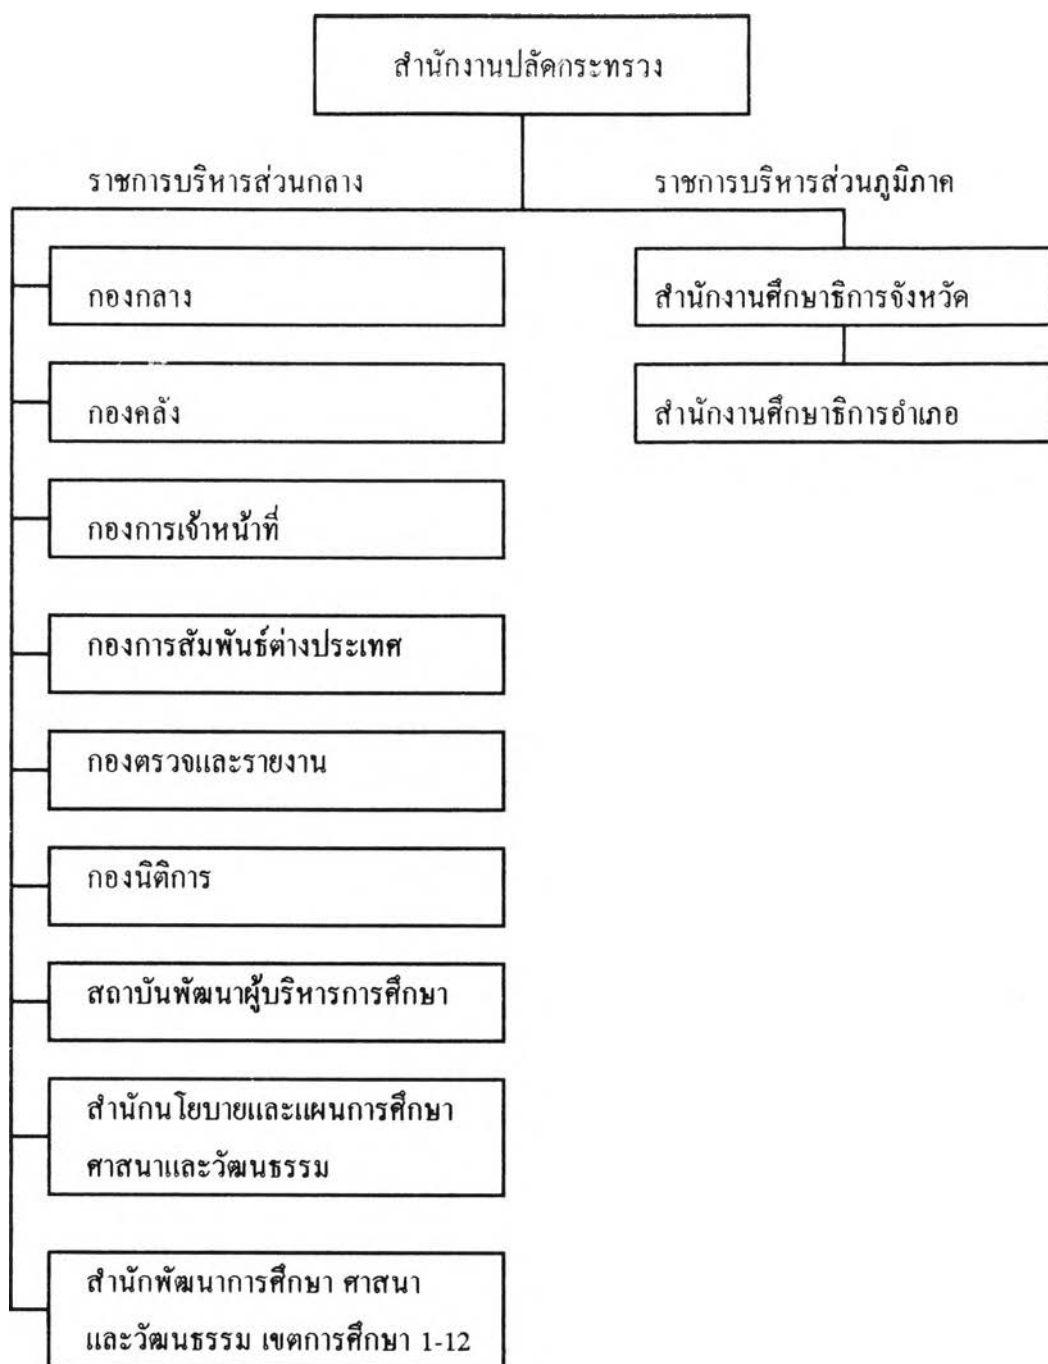 สำนักงานปลัดกระทรวง
ราชการบริหารส่วนกลาง
ราชการบริหารส่วนภูมิภาค
กองกลาง
สำนักงานศึกษาธิการจังหวัด
กองคลัง
สำนักงานศึกษาธิการอำเภอ
กองการเจ้าหน้าที่
กองการสัมพันธ์ต่างประเทศ
กองตรวจและรายงาน
กองนิติการ
สถาบันพัฒนาผู้บริหารการศึกษา
สำนักนโยบายและแผนการศึกษา
ศาสนาและวัฒนธรรม
สำนักพัฒนาการศึกษา ศาสนา
และวัฒนธรรม เขตการศึกษา 1-12